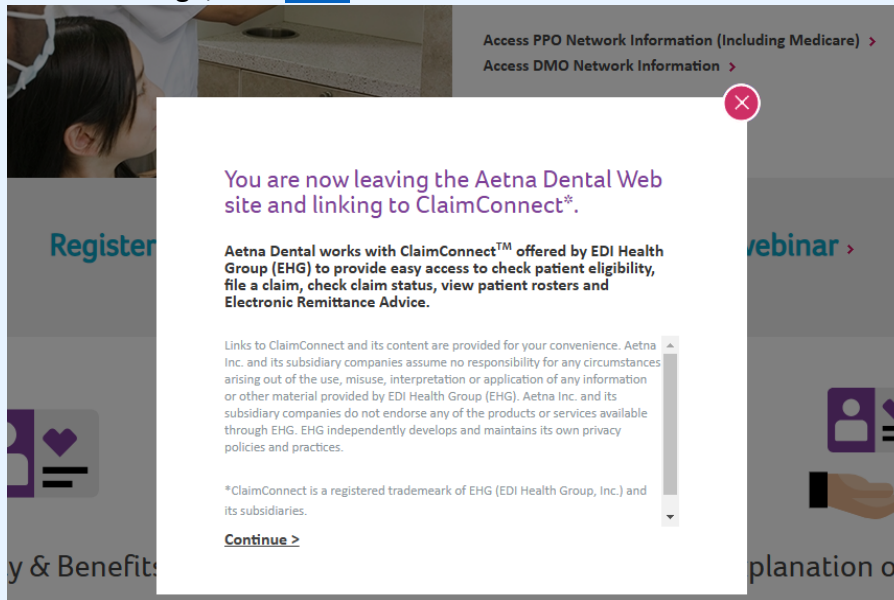 Access PPO Network Information (Including Medicare) >
Access DMO Network Information >
You are now leaving the Aetna Dental Web
site and linking to ClaimConnect*.
Register
webinar >
Aetna Dental works with ClaimConnect™ offered by EDI Health
Group (EHG) to provide easy access to check patient eligibility,
file a claim, check claim status, view patient rosters and
Electronic Remittance Advice.
Links to ClaimConnect and its content are provided for your convenience. Aetna
Inc. and its subsidiary companies assume no responsibility for any circumstances
arising out of the use, misuse, interpretation or application of any information
or other material provided by EDI Health Group (EHG). Aetna Inc. and its
subsidiary companies do not endorse any of the products or services available
through EHG. EHG independently develops and maintains its own privacy
policies and practices.
*ClaimConnect is a registered trademeark of EHG (EDI Health Group, Inc.) and
its subsidiaries.
Continue >
y & Benefits
planation o